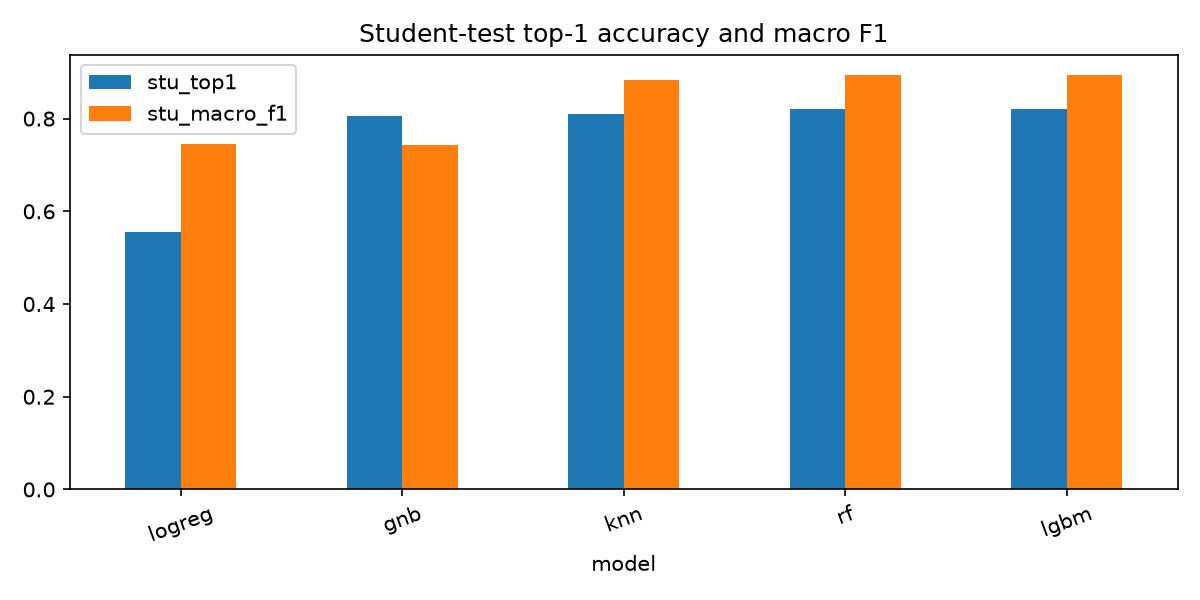 Student-test top-1 accuracy and macro F1
stu_top1
stu_macro_f1
0.8
0.6
0.4
0.2
0.0
logreg
gnb
knn
rf
lgbm
model